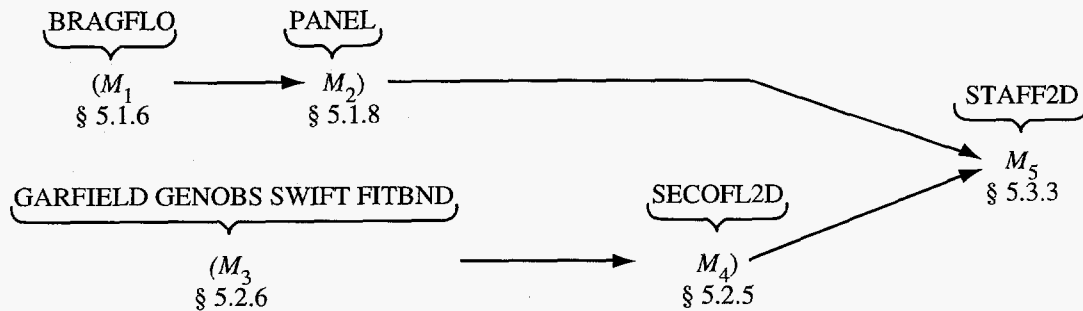 BRAGFLO PANEL
(M1 M2)
§ 5.1.6 § 5.1.8
STAFF2D
M5
§ 5.3.3
GARFIELD GENOBS SWIFT FITBND SECOFL2D
(M3 M4)
§ 5.2.6 § 5.2.5